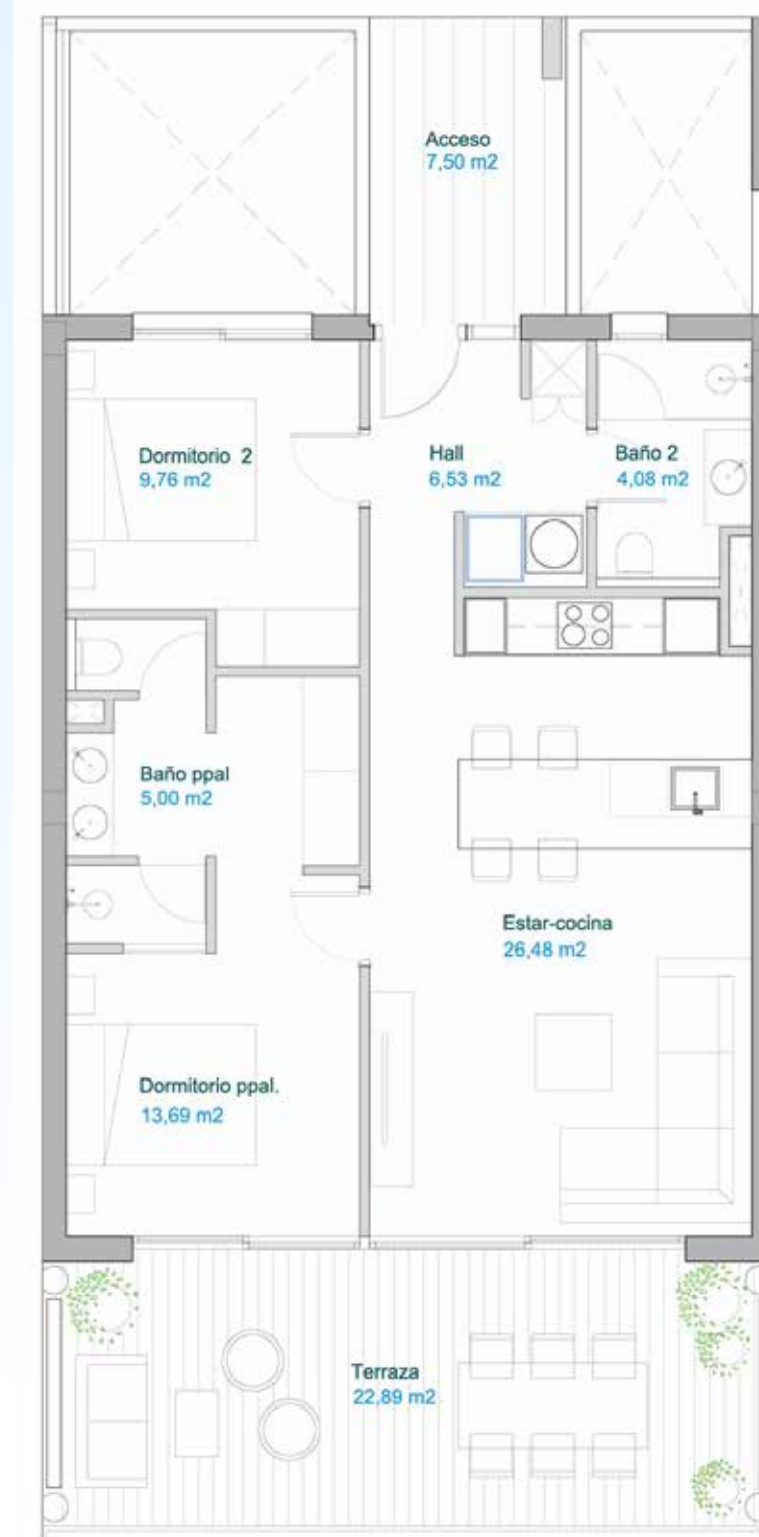 Acceso
7,50 m2
Dormitorio 2
9,76 m2
Hall
6,53 m2
Baño 2
4,08 m2
Baño ppal
5,00 m2
Estar-cocina
26,48 m2
Dormitorio ppal.
13,69 m2
Terraza
22,89 m2